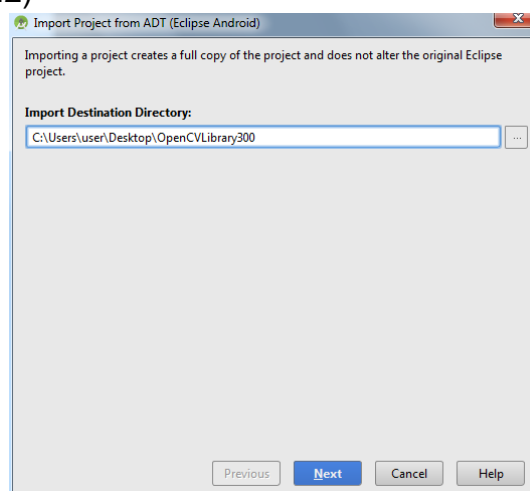 Import Project from ADT (Eclipse Android)
Importing a project creates a full copy of the project and does not alter the original Eclipse
project.
Import Destination Directory:
C:\Users\user\Desktop\OpenCVLibrary300
...
Previous Next Cancel Help